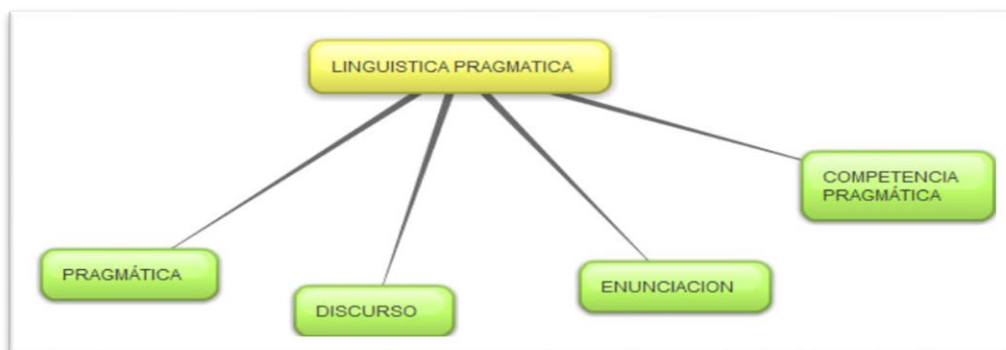 LINGUISTICA PRAGMATICA
COMPETENCIA
PRAGMÁTICA
PRAGMÁTICA
DISCURSO
ENUNCIACION